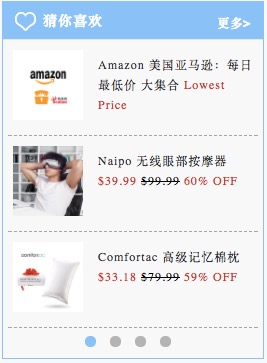 猜你喜欢 更多>
Amazon 美国亚马逊：每日
最低价 大集合 Lowest
Price
amazon
Naipo 无线眼部按摩器
$39.99 $99.99 60% OFF
Comfortac 高级记忆棉枕
$33.18 $79.99 59% OFF
comfortac